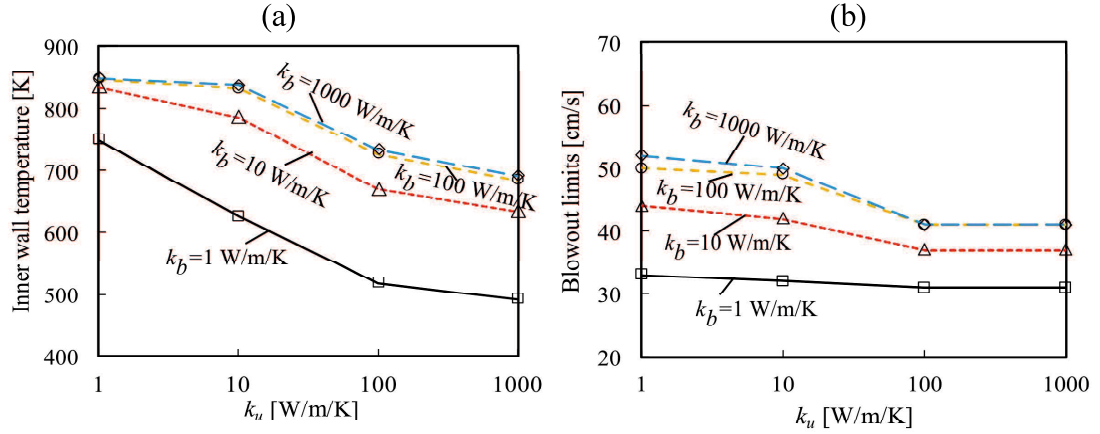 (a)
900
800
700
600
500
400
Inner wall temperature [K]
k_b=1000 W/m/K
k_b=100 W/m/K
k_b=10 W/m/K
k_b=1 W/m/K
1 10 100 1000
k_u [W/m/K]
(b)
70
60
50
40
30
20
Blowout limits [cm/s]
k_b=1000 W/m/K
k_b=100 W/m/K
k_b=10 W/m/K
k_b=1 W/m/K
1 10 100 1000
k_u [W/m/K]